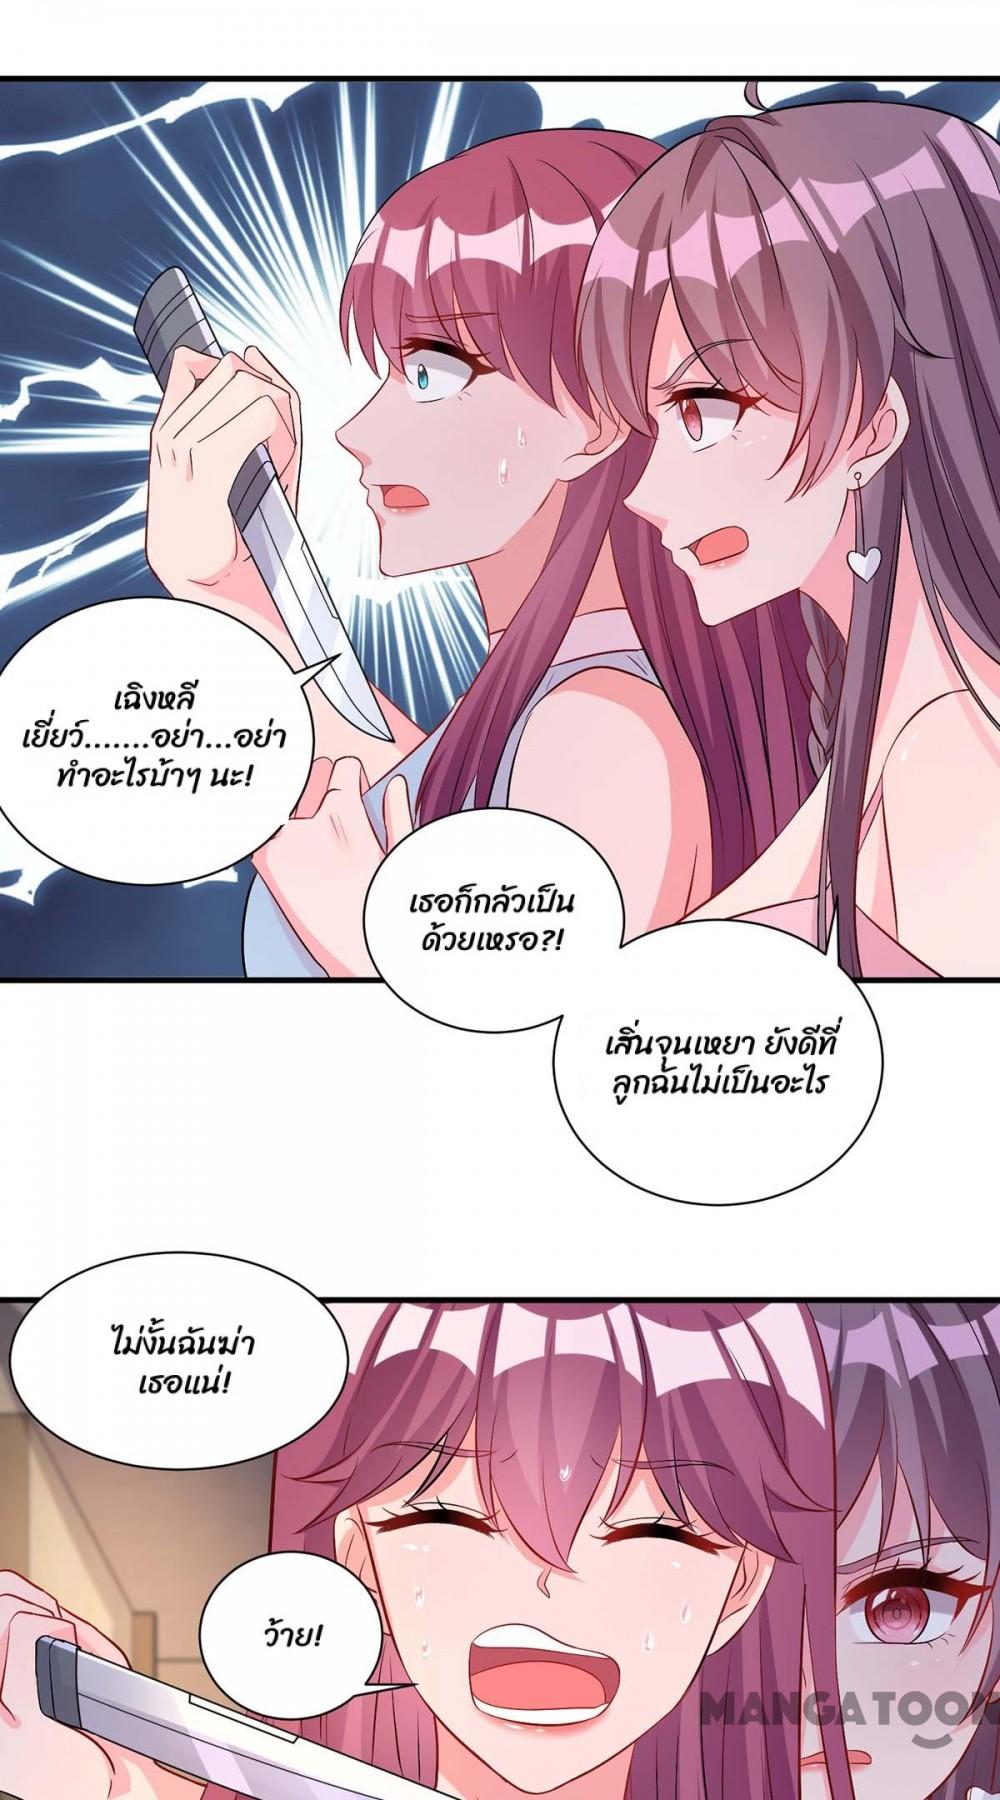 เฉิงหลี
เยี่ยว์.......อย่า...อย่า
ทำอะไรบ้าๆ นะ!
เธอก็กลัวเป็น
ด้วยเหรอ?!
เสิ่นจุนเหยา ยังดีที่
ลูกฉันไม่เป็นอะไร
ไม่งั้นฉันฆ่า
เธอแน่!
ว้าย!
MANGATOON